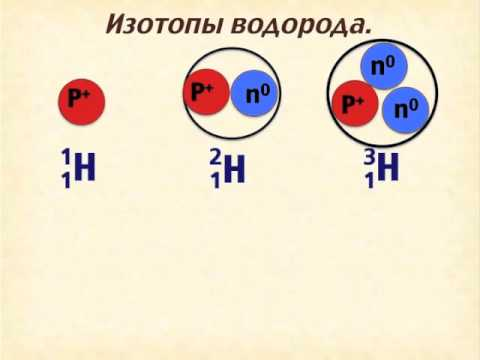 Изотопы водорода.
P⁺ P⁺ n⁰ n⁰ P⁺ n⁰
¹₁H ²₁H ³₁H